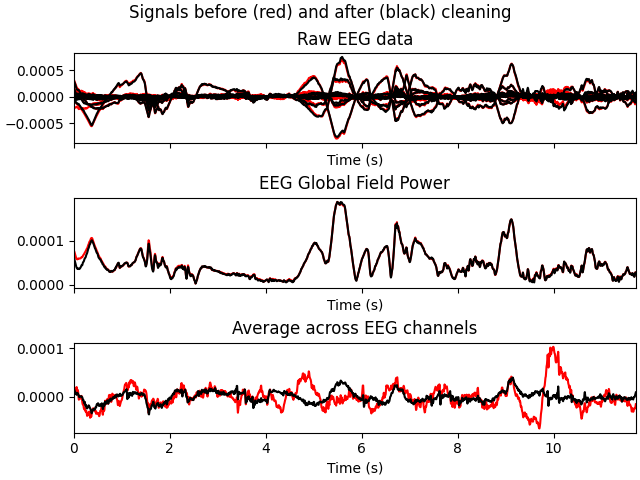 Signals before (red) and after (black) cleaning
Raw EEG data
0.0005
0.0000
−0.0005
Time (s)
EEG Global Field Power
0.0001
0.0000
Time (s)
Average across EEG channels
0.0001
0.0000
0 2 4 6 8 10
Time (s)